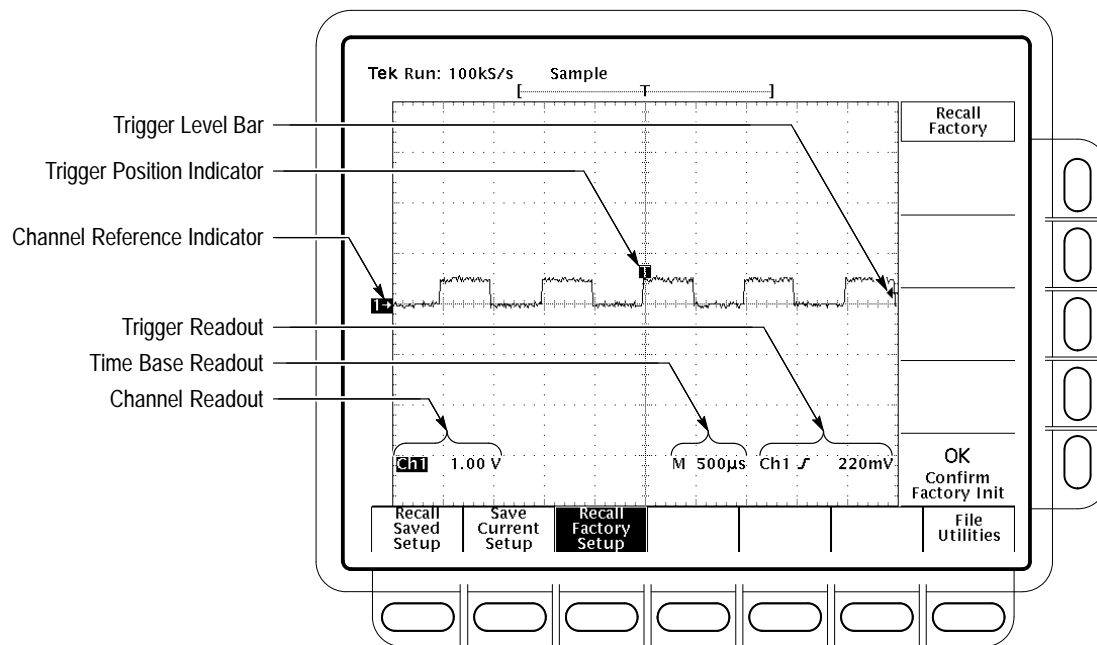 Tek Run: 100kS/s Sample
[ T ]
Trigger Level Bar
Recall
Factory
Trigger Position Indicator
Channel Reference Indicator
T
1→
Trigger Readout
Time Base Readout
Channel Readout
Ch1 1.00 V M 500µs Ch1 ƒ 220mV
OK
Confirm
Factory Init
Recall
Saved
Setup
Save
Current
Setup
Recall
Factory
Setup
File
Utilities